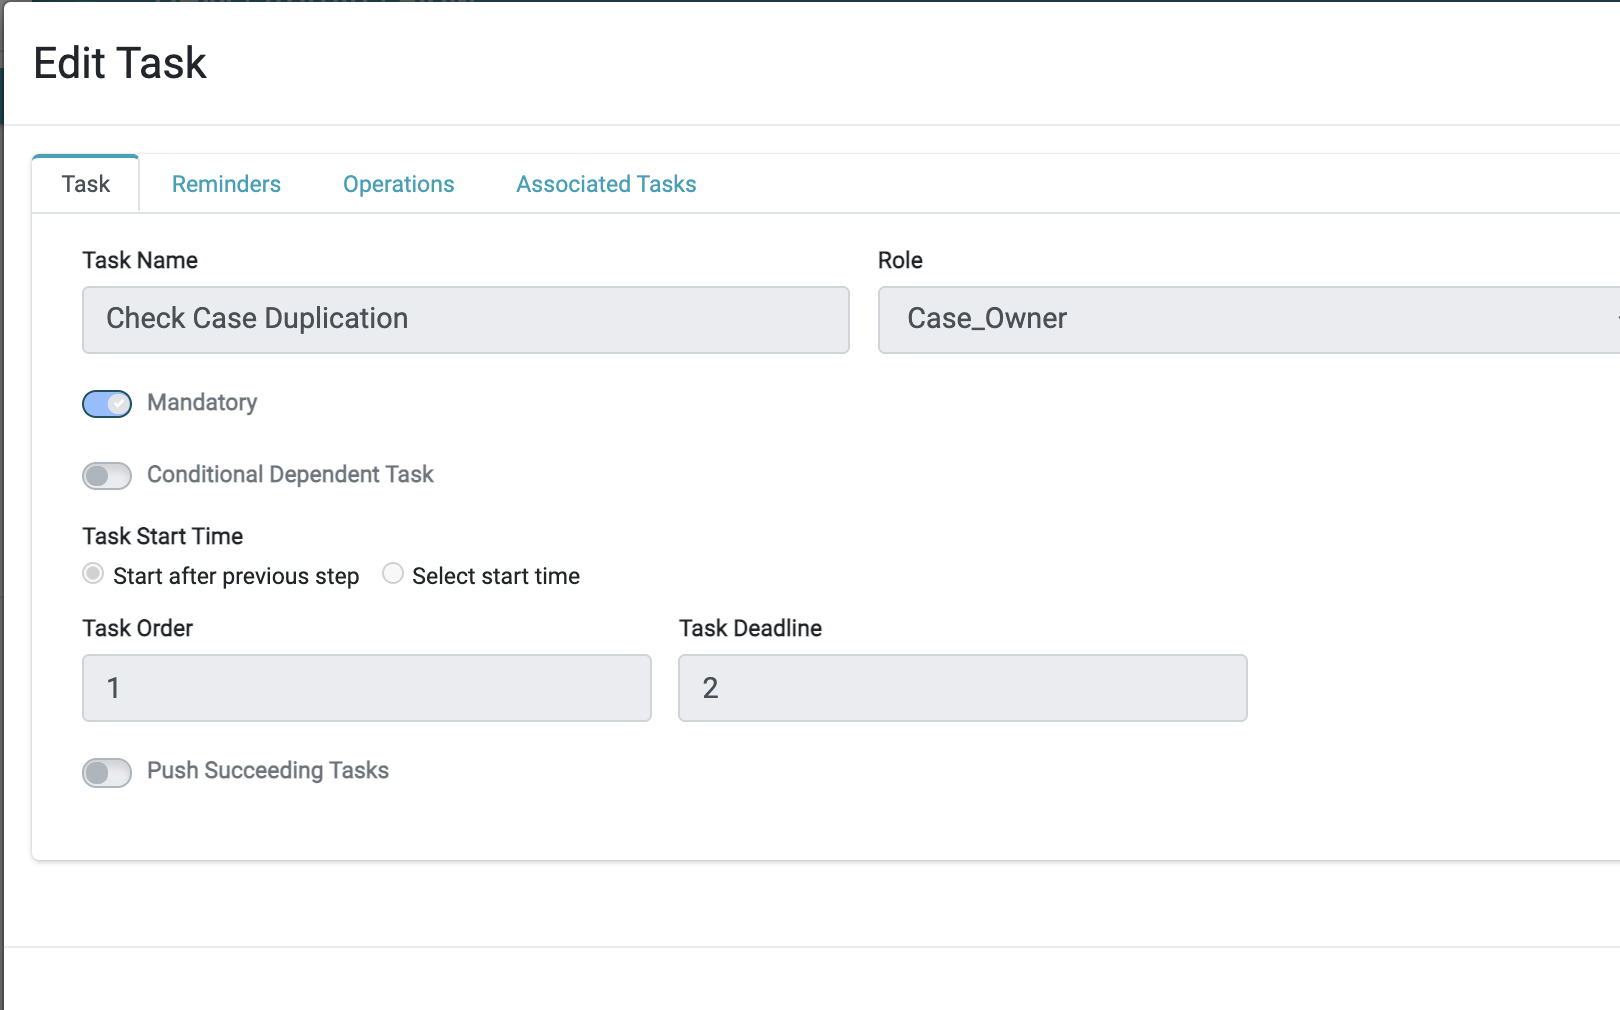 Edit Task
Task Reminders Operations Associated Tasks
Task Name Role
Check Case Duplication Case_Owner
Mandatory
Conditional Dependent Task
Task Start Time
Start after previous step Select start time
Task Order Task Deadline
1 2
Push Succeeding Tasks